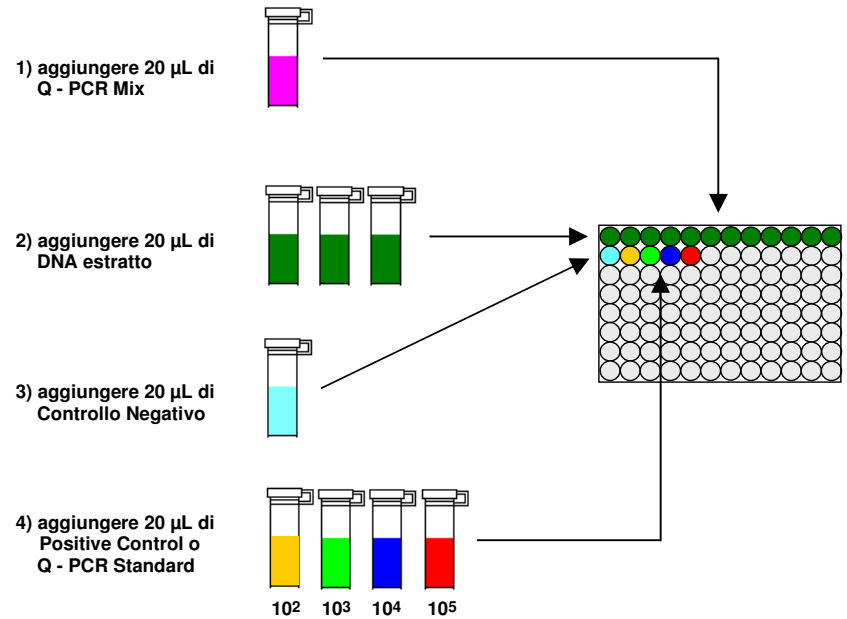 1) aggiungere 20 µL di
Q - PCR Mix
2) aggiungere 20 µL di
DNA estratto
3) aggiungere 20 µL di
Controllo Negativo
4) aggiungere 20 µL di
Positive Control o
Q - PCR Standard
10² 10³ 10⁴ 10⁵